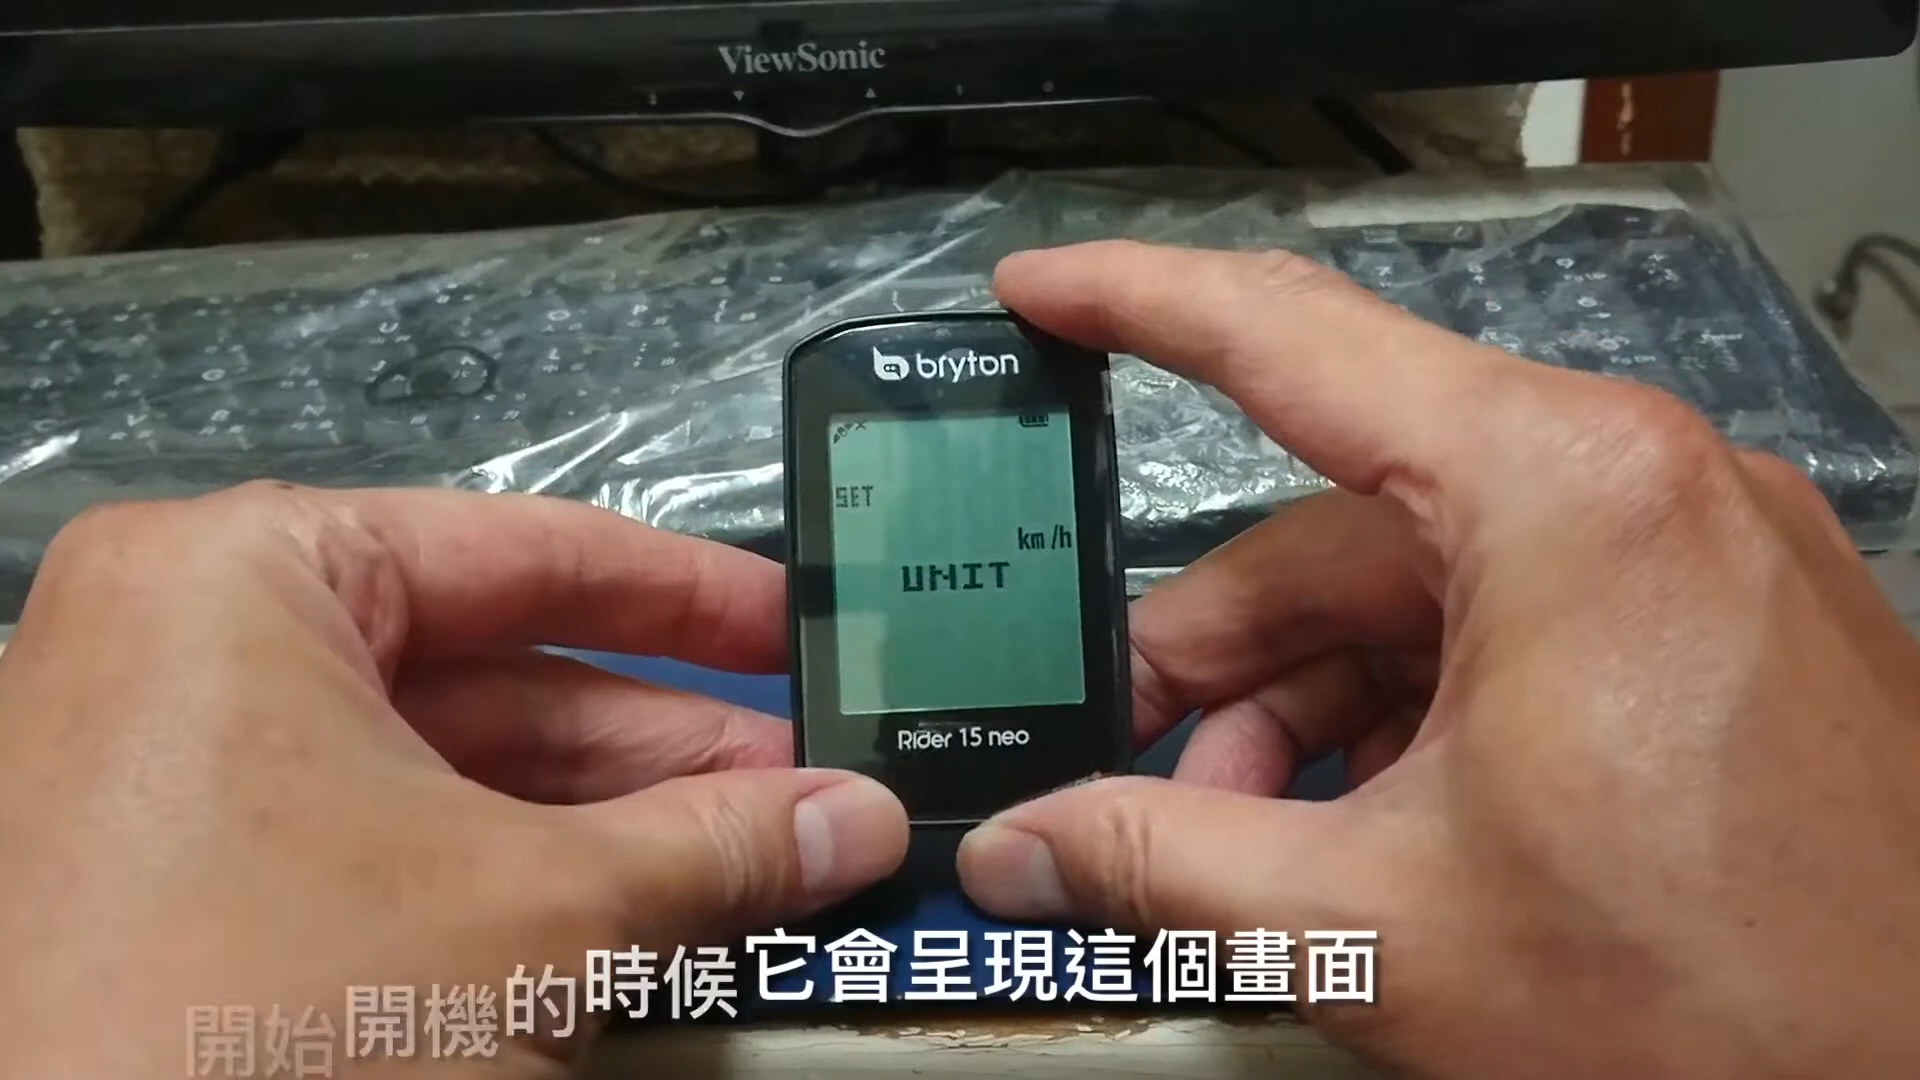 ViewSonic
bryton
SET
km/h
UNIT
Rider 15 neo
開始開機的時候它會呈現這個畫面